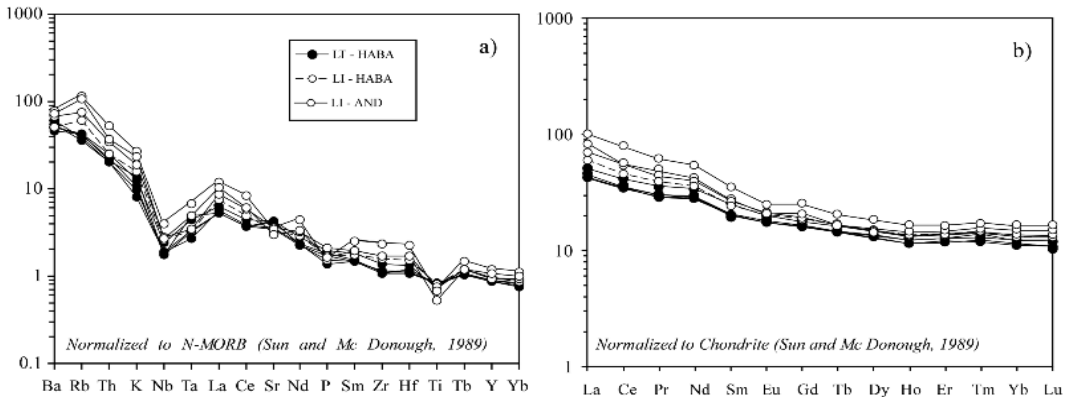 1000
100
10
1
0.1
a)
LT - HABA
LI - HABA
LI - AND
Normalized to N-MORB (Sun and Mc Donough, 1989)
Ba Rb Th K Nb Ta La Ce Sr Nd P Sm Zr Hf Ti Tb Y Yb
1000
100
10
1
b)
Normalized to Chondrite (Sun and Mc Donough, 1989)
La Ce Pr Nd Sm Eu Gd Tb Dy Ho Er Tm Yb Lu